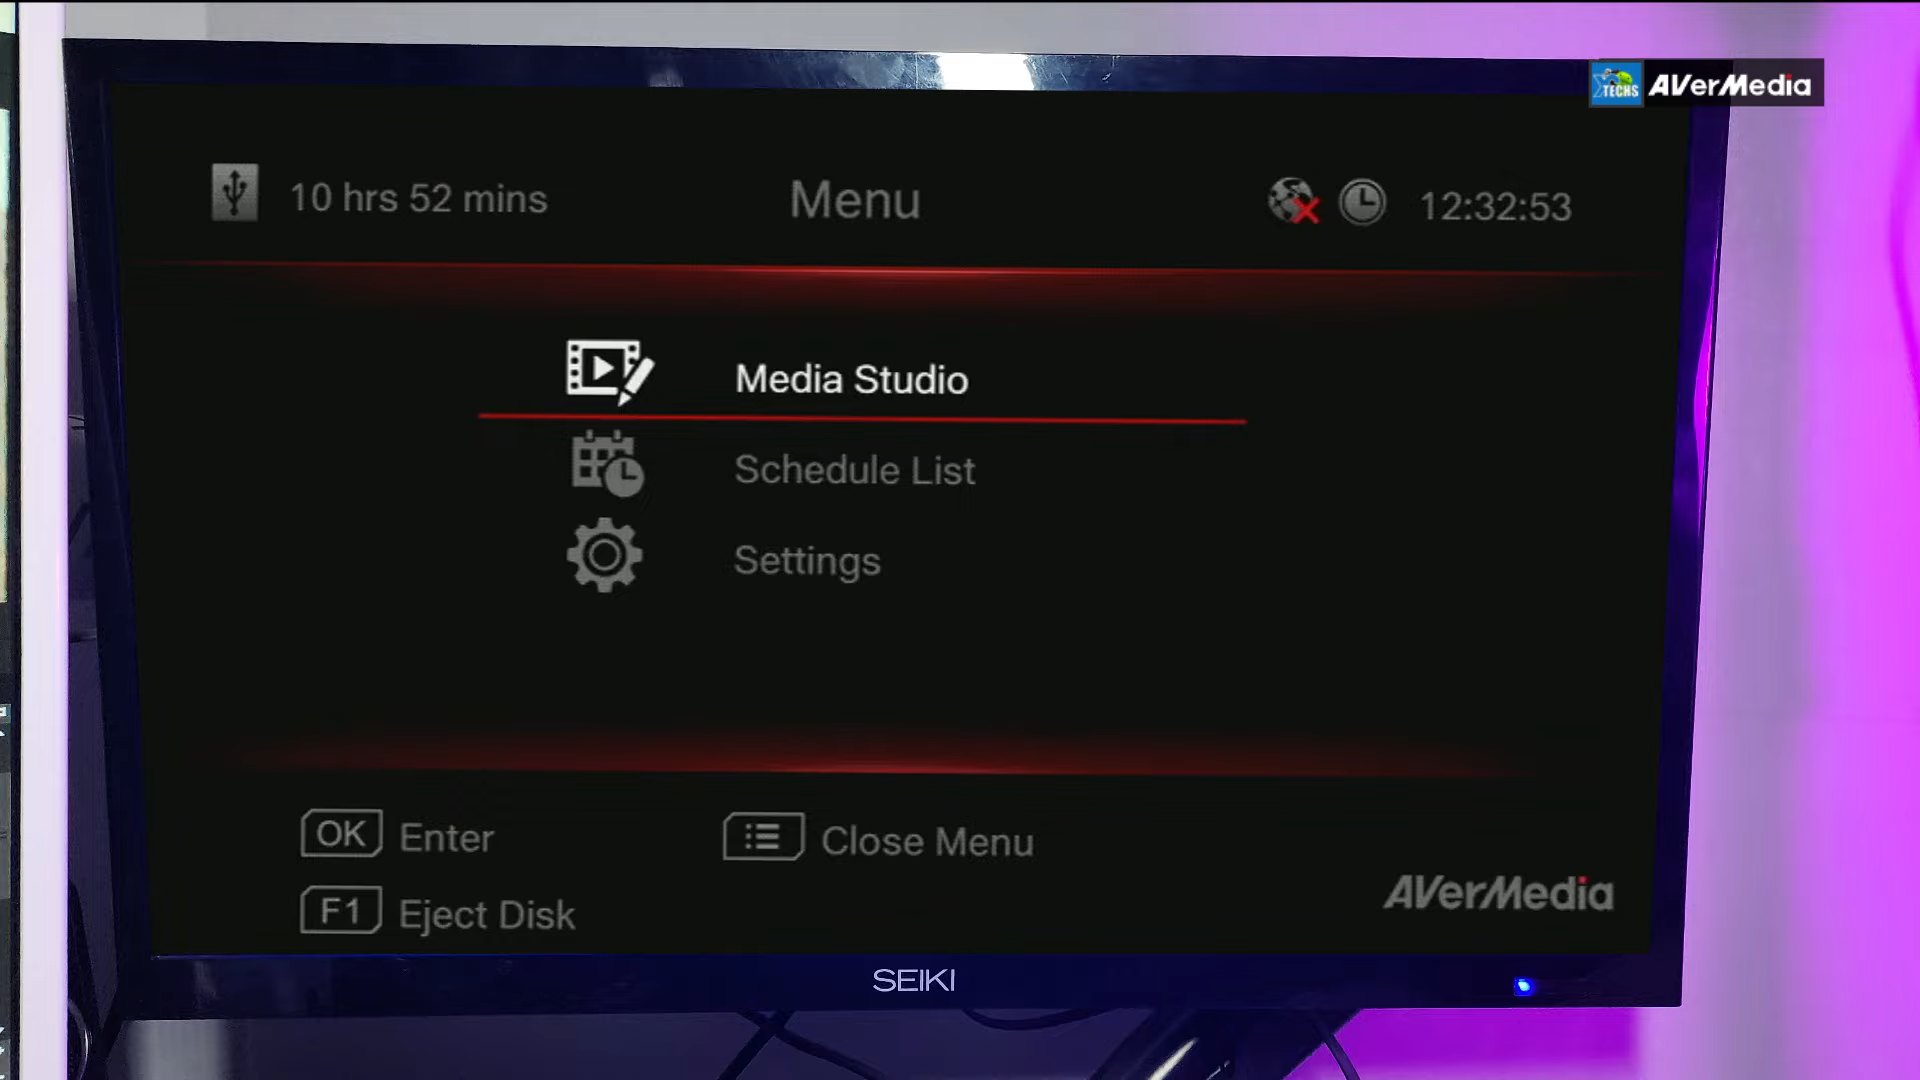 TECHS AVerMedia
10 hrs 52 mins
Menu
12:32:53
Media Studio
Schedule List
Settings
OK Enter
Close Menu
F1 Eject Disk
AVerMedia
SEIKI